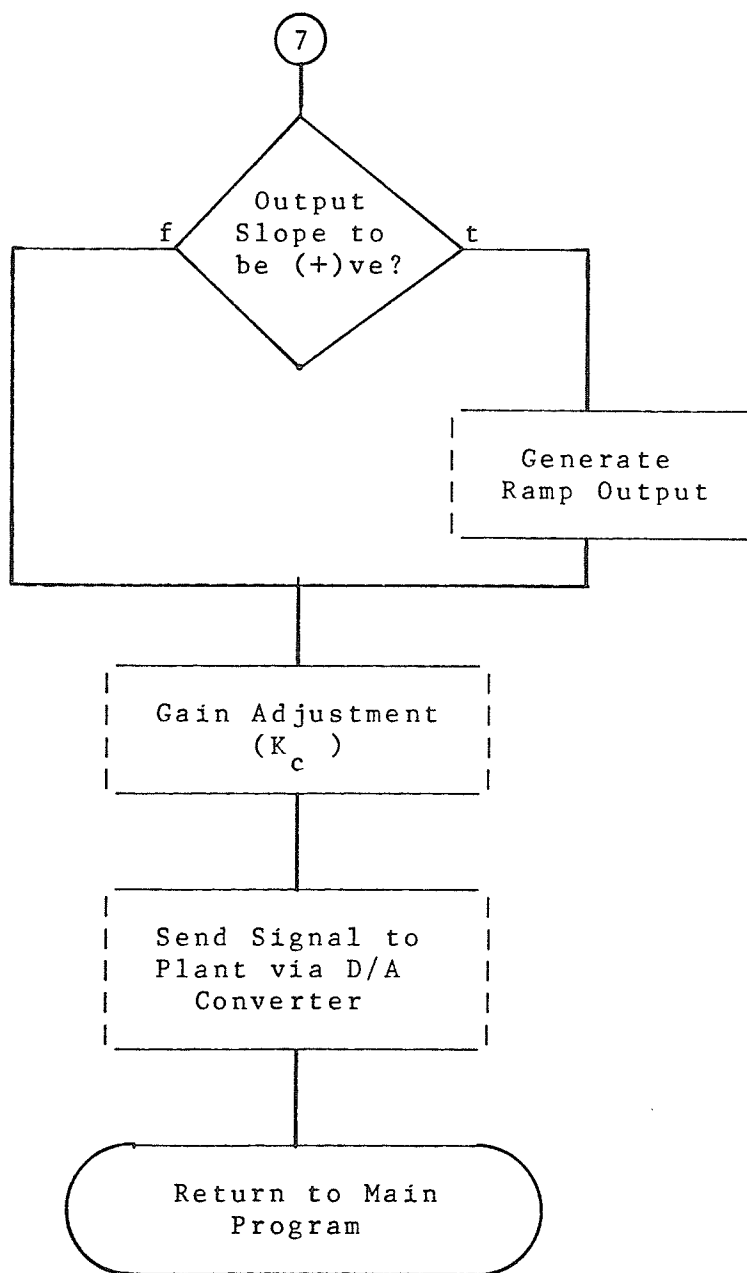 7
Output
Slope to
be (+)ve?
f
t
Generate
Ramp Output
Gain Adjustment
(K_c)
Send Signal to
Plant via D/A
Converter
Return to Main
Program